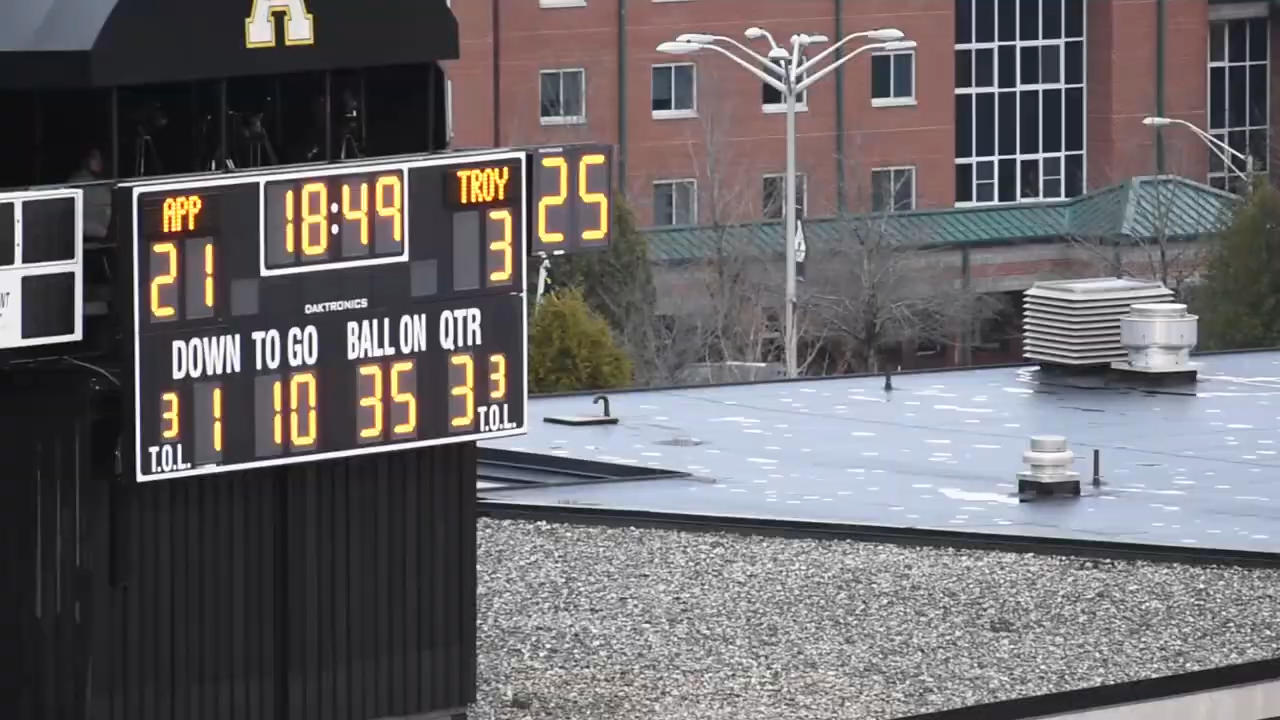 A
APP 18:49 TROY 25
21 3
DAKTRONICS
DOWN TO GO BALL ON QTR
3 1 10 35 3 3
T.O.L. T.O.L.
NT